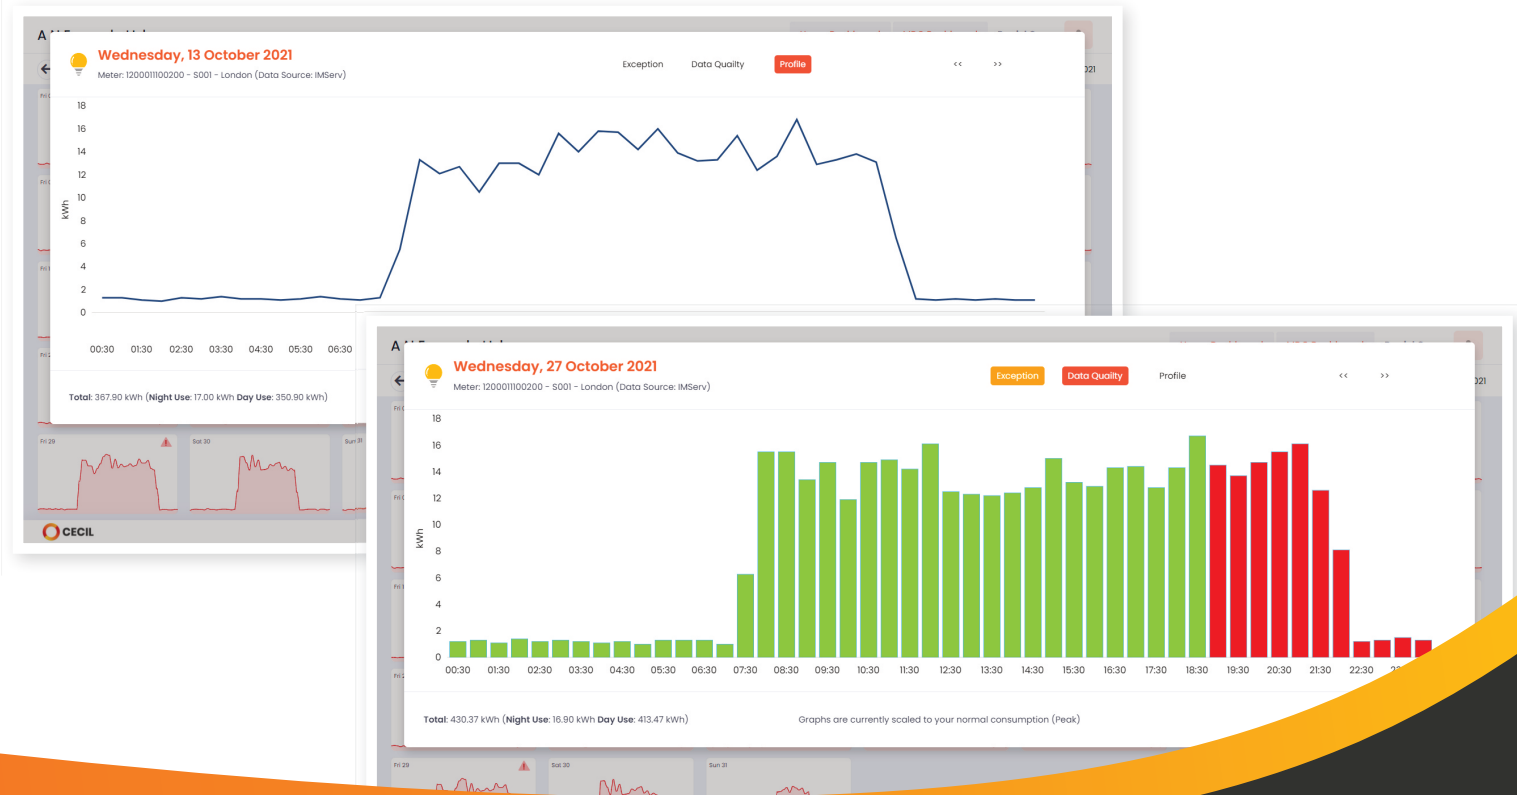 Wednesday, 13 October 2021
Meter: 1200011100200 - S001 - London (Data Source: IMServ)
Exception Data Quailty Profile << >>
18
16
14
12
10
8
6
4
2
0
kWh
00:30 01:30 02:30 03:30 04:30 05:30 06:30
Total: 367.90 kWh (Night Use: 17.00 kWh Day Use: 350.90 kWh)
Fri 29 Sat 30 Sun 31
CECIL
Wednesday, 27 October 2021
Meter: 1200011100200 - S001 - London (Data Source: IMServ)
Exception Data Quailty Profile << >>
18
16
14
12
10
8
6
4
2
0
kWh
00:30 01:30 02:30 03:30 04:30 05:30 06:30 07:30 08:30 09:30 10:30 11:30 12:30 13:30 14:30 15:30 16:30 17:30 18:30 19:30 20:30 21:30 22:30
Total: 430.37 kWh (Night Use: 16.90 kWh Day Use: 413.47 kWh)
Graphs are currently scaled to your normal consumption (Peak)
Fri 29 Sat 30 Sun 31